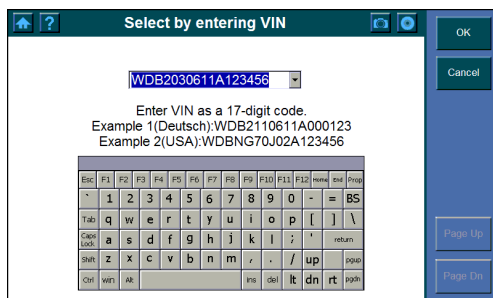 Select by entering VIN
OK
Cancel
WDB2030611A123456
Enter VIN as a 17-digit code.
Example 1(Deutsch):WDB2110611A000123
Example 2(USA):WDBNG70J02A123456
Esc F1 F2 F3 F4 F5 F6 F7 F8 F9 F10 F11 F12 Home End Prop
` 1 2 3 4 5 6 7 8 9 0 - = BS
Tab q w e r t y u i o p [ ] \
Caps Lock a s d f g h j k l ; ' return
Shift z x c v b n m , . / up pgup
Ctrl win Alt ins del lt dn rt pgdn
Page Up
Page Dn